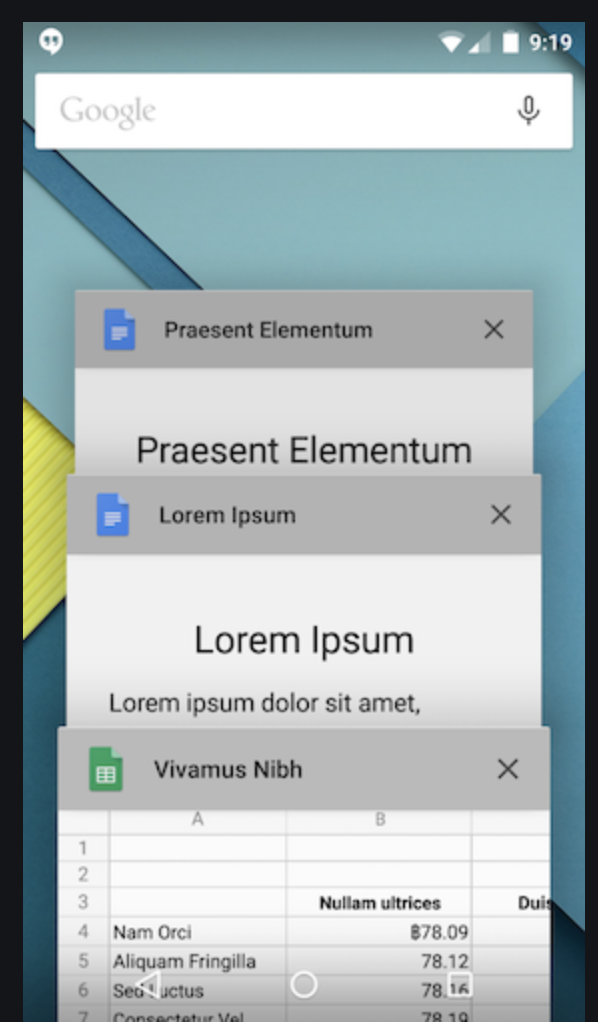 9:19
Google
Praesent Elementum
Praesent Elementum
Lorem Ipsum
Lorem Ipsum
Lorem ipsum dolor sit amet,
Vivamus Nibh
A B
1
2
3 Nullam ultrices Duis
4 Nam Orci ฿78.09
5 Aliquam Fringilla 78.12
6 Sed Luctus 78.16
7 Consectetur Vel 78.19